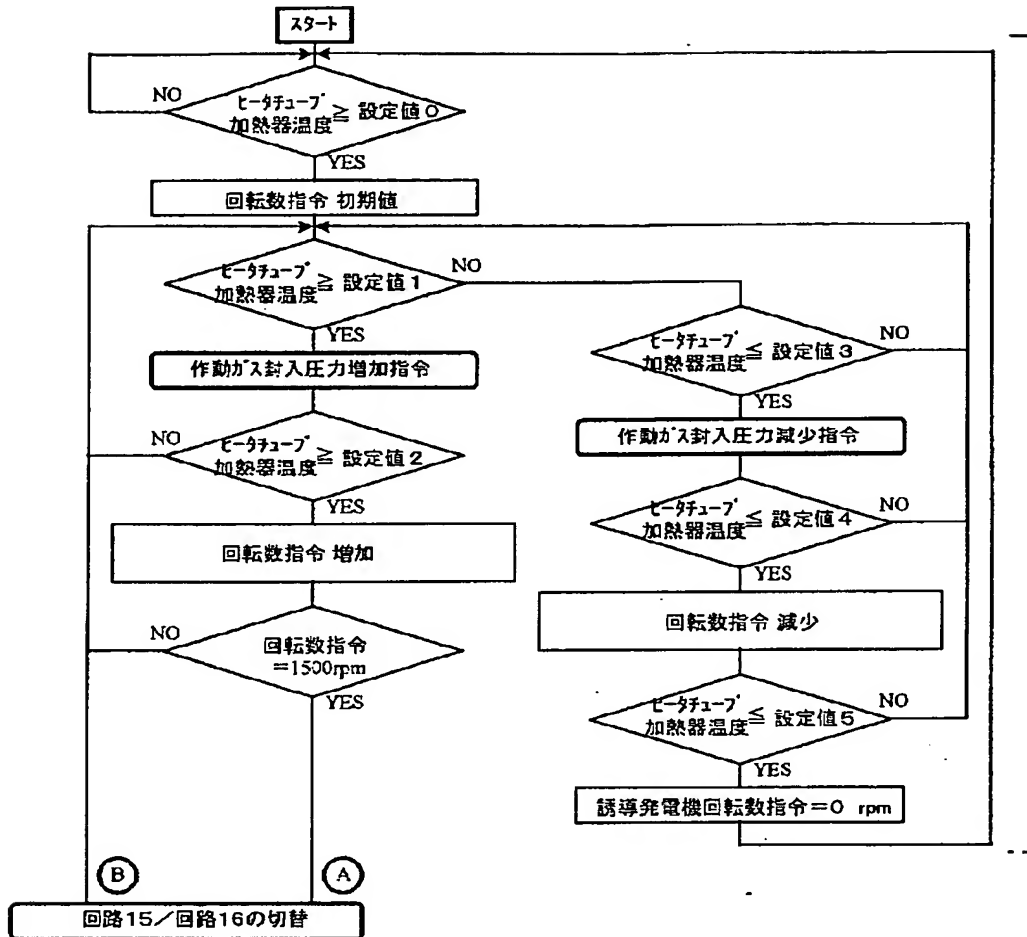 スタート
NO
ヒータチューブ
加熱器温度 ≧ 設定値0
YES
回転数指令 初期値
ヒータチューブ
加熱器温度 ≧ 設定値1
NO
YES
作動ガス封入圧力増加指令
NO
ヒータチューブ
加熱器温度 ≧ 設定値2
YES
回転数指令 増加
NO
回転数指令
=1500rpm
YES
ヒータチューブ
加熱器温度 ≦ 設定値3
NO
YES
作動ガス封入圧力減少指令
ヒータチューブ
加熱器温度 ≦ 設定値4
NO
YES
回転数指令 減少
ヒータチューブ
加熱器温度 ≦ 設定値5
NO
YES
誘導発電機回転数指令=0 rpm
B
A
回路15/回路16の切替